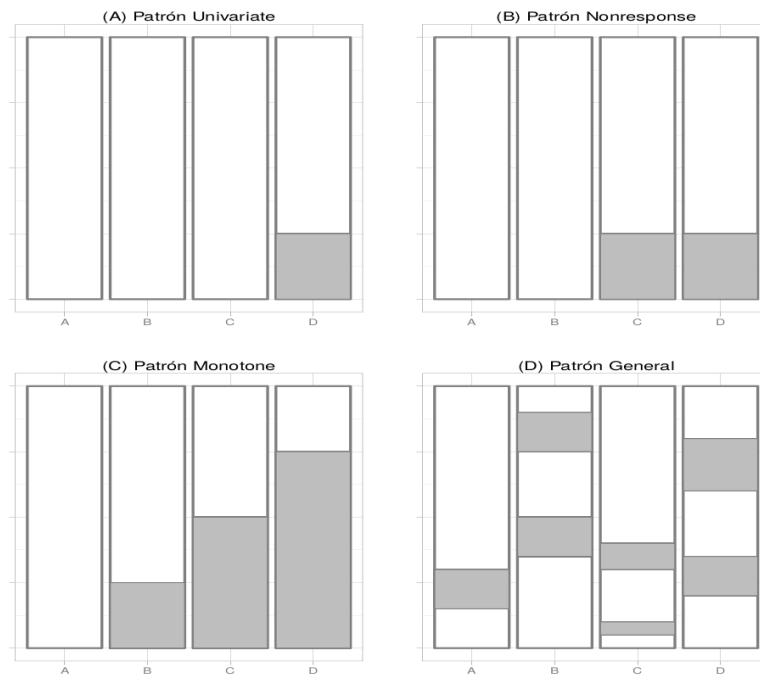 (A) Patrón Univariate
A B C D
(B) Patrón Nonresponse
A B C D
(C) Patrón Monotone
A B C D
(D) Patrón General
A B C D